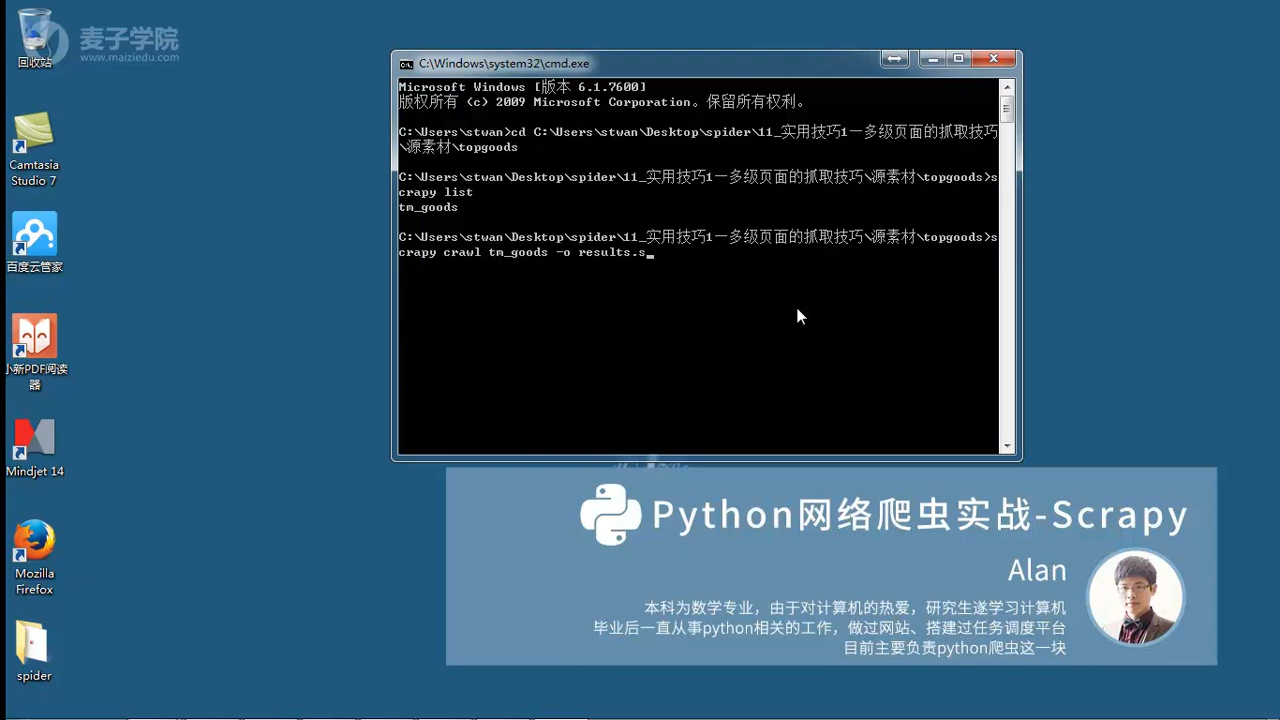 麦子学院
www.maiziedu.com
回收站
Camtasia
Studio 7
百度云管家
小新PDF阅读
器
Mindjet 14
Mozilla
Firefox
spider
C:\Windows\system32\cmd.exe
Microsoft Windows [版本 6.1.7600]
版权所有 (c) 2009 Microsoft Corporation。保留所有权利。
C:\Users\stwan>cd C:\Users\stwan\Desktop\spider\11_实用技巧1—多级页面的抓取技巧
\源素材\topgoods
C:\Users\stwan\Desktop\spider\11_实用技巧1—多级页面的抓取技巧\源素材\topgoods>s
crapy list
tm_goods
C:\Users\stwan\Desktop\spider\11_实用技巧1—多级页面的抓取技巧\源素材\topgoods>s
crapy crawl tm_goods -o results.s_
Python网络爬虫实战-Scrapy
Alan
本科为数学专业，由于对计算机的热爱，研究生遂学习计算机
毕业后一直从事python相关的工作，做过网站、搭建过任务调度平台
目前主要负责python爬虫这一块